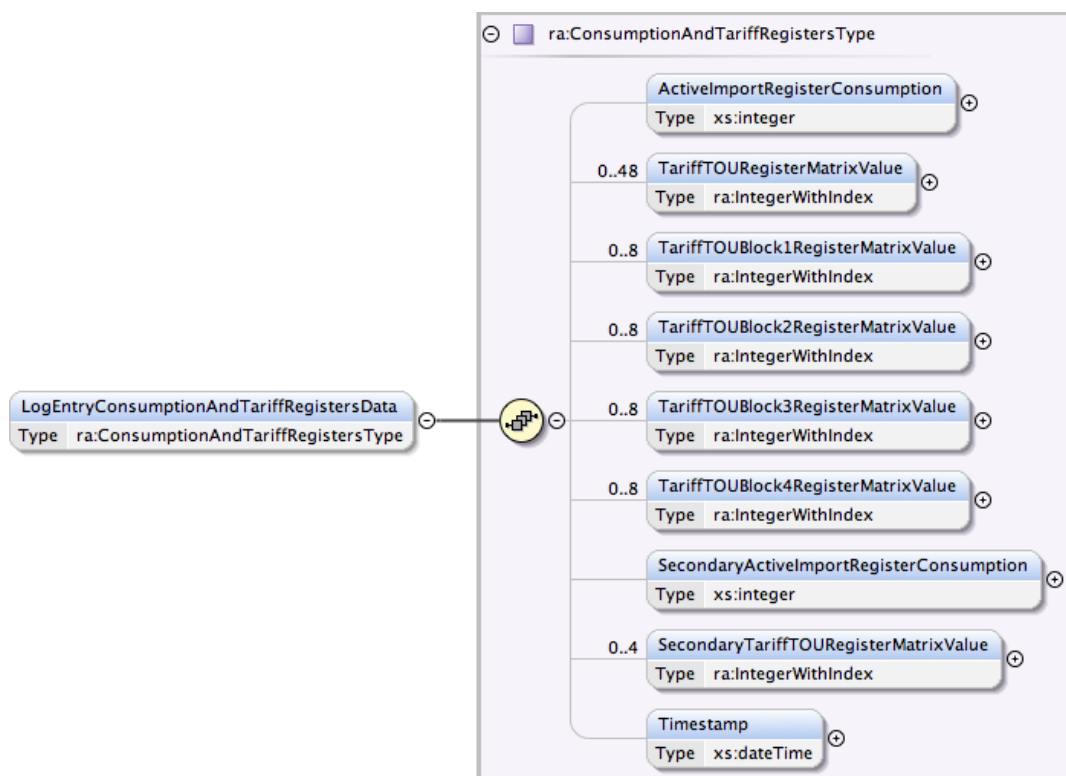 ra:ConsumptionAndTariffRegistersType
ActiveImportRegisterConsumption
Type xs:integer
0..48 TariffTOURegisterMatrixValue
Type ra:IntegerWithIndex
0..8 TariffTOUBlock1RegisterMatrixValue
Type ra:IntegerWithIndex
0..8 TariffTOUBlock2RegisterMatrixValue
Type ra:IntegerWithIndex
LogEntryConsumptionAndTariffRegistersData
Type ra:ConsumptionAndTariffRegistersType
0..8 TariffTOUBlock3RegisterMatrixValue
Type ra:IntegerWithIndex
0..8 TariffTOUBlock4RegisterMatrixValue
Type ra:IntegerWithIndex
SecondaryActiveImportRegisterConsumption
Type xs:integer
0..4 SecondaryTariffTOURegisterMatrixValue
Type ra:IntegerWithIndex
Timestamp
Type xs:dateTime